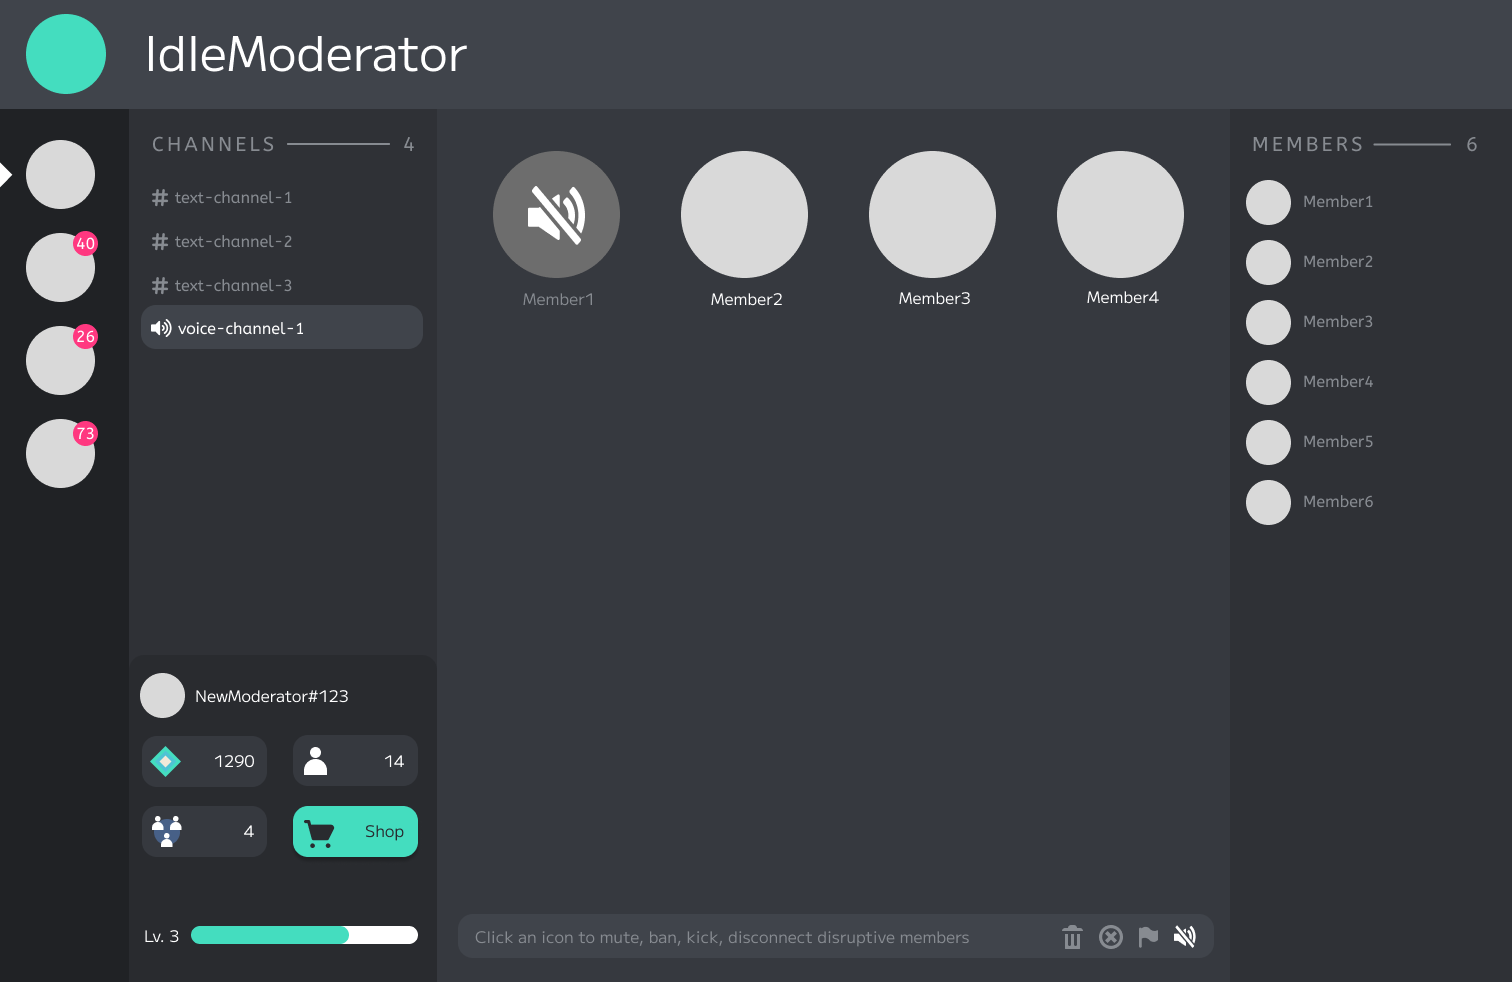 IdleModerator
40
26
73
CHANNELS 4
# text-channel-1
# text-channel-2
# text-channel-3
voice-channel-1
NewModerator#123
1290
14
4
Shop
Lv. 3
Member1
Member2
Member3
Member4
Click an icon to mute, ban, kick, disconnect disruptive members
MEMBERS 6
Member1
Member2
Member3
Member4
Member5
Member6